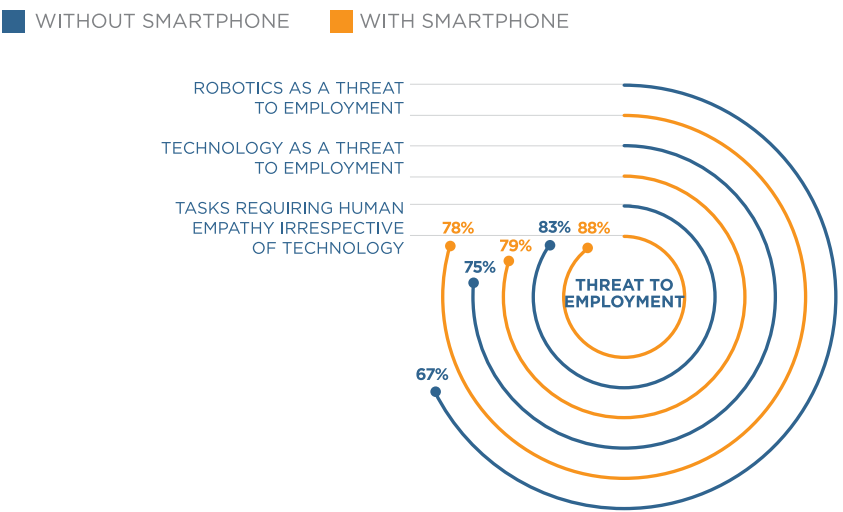 WITHOUT SMARTPHONE
WITH SMARTPHONE
ROBOTICS AS A THREAT
TO EMPLOYMENT
TECHNOLOGY AS A THREAT
TO EMPLOYMENT
TASKS REQUIRING HUMAN
EMPATHY IRRESPECTIVE
OF TECHNOLOGY
78%
83%
88%
79%
75%
THREAT TO
EMPLOYMENT
67%